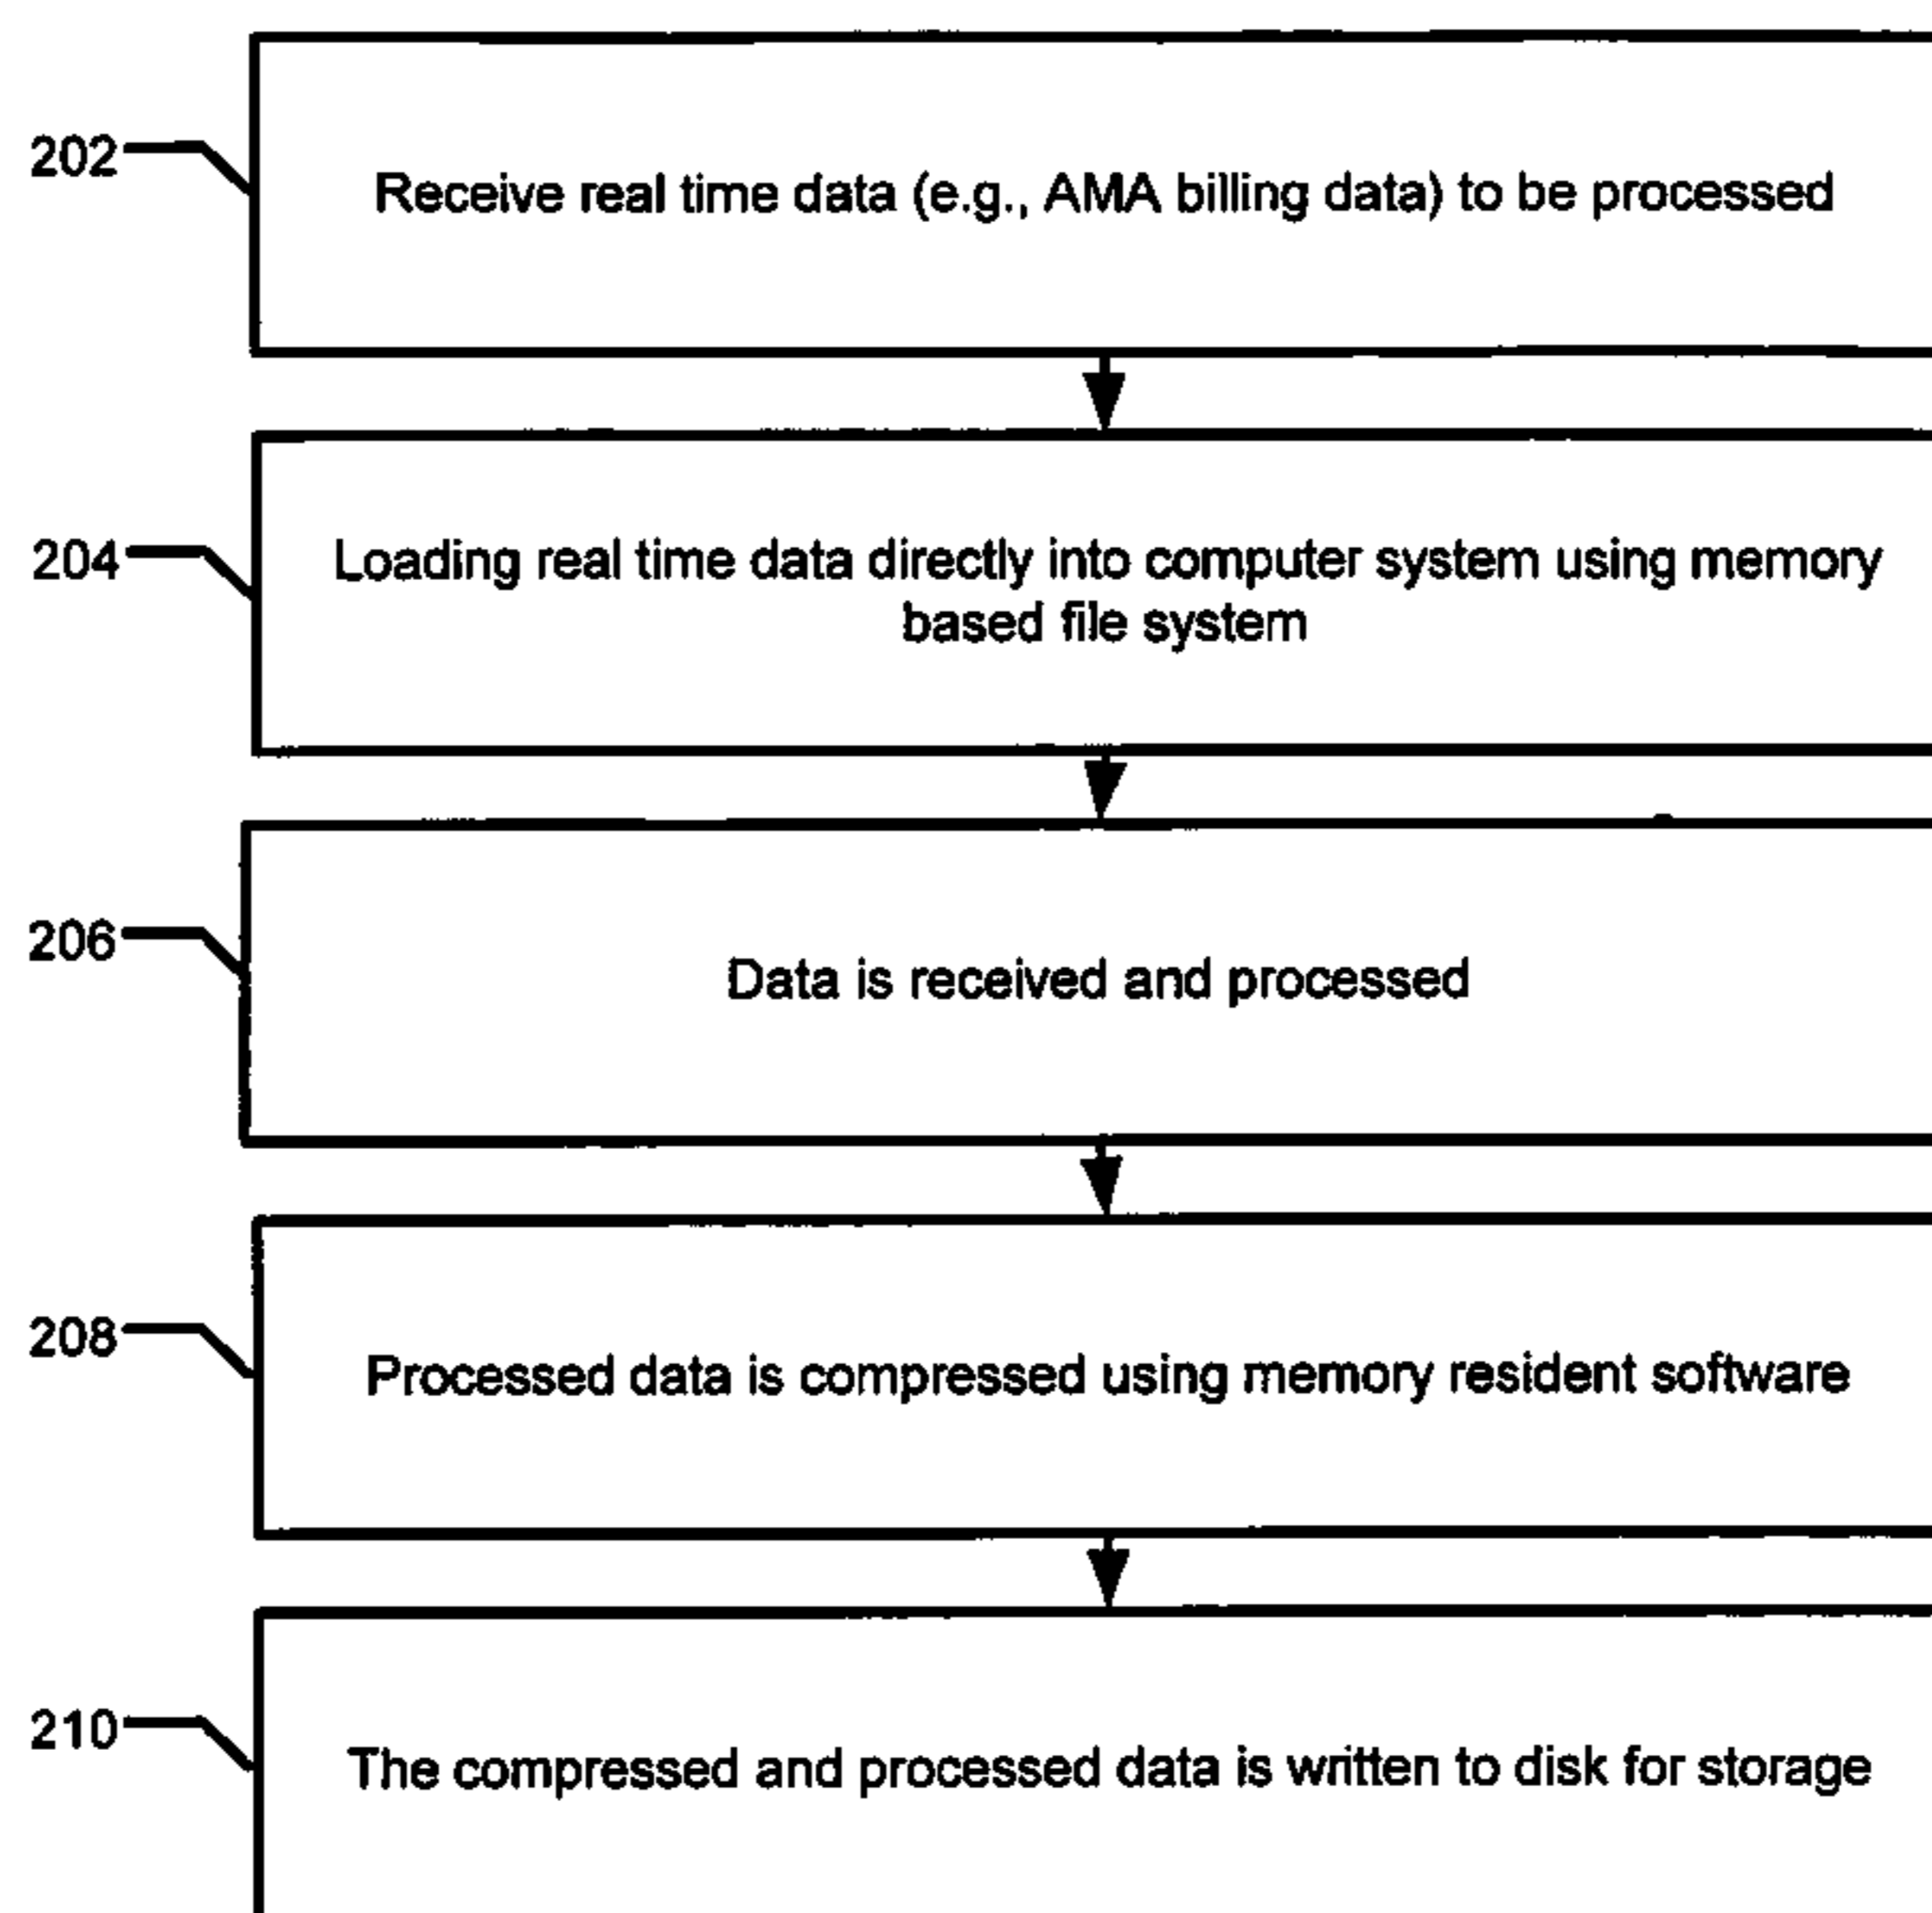 202
Receive real time data (e.g., AMA billing data) to be processed
204
Loading real time data directly into computer system using memory
based file system
206
Data is received and processed
208
Processed data is compressed using memory resident software
210
The compressed and processed data is written to disk for storage